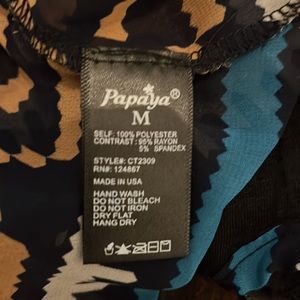 Papaya
M
SELF: 100% POLYESTER
CONTRAST: 95% RAYON
5% SPANDEX
STYLE#: CT2309
RN#: 124867
MADE IN USA
HAND WASH
DO NOT BLEACH
DO NOT IRON
DRY FLAT
HANG DRY